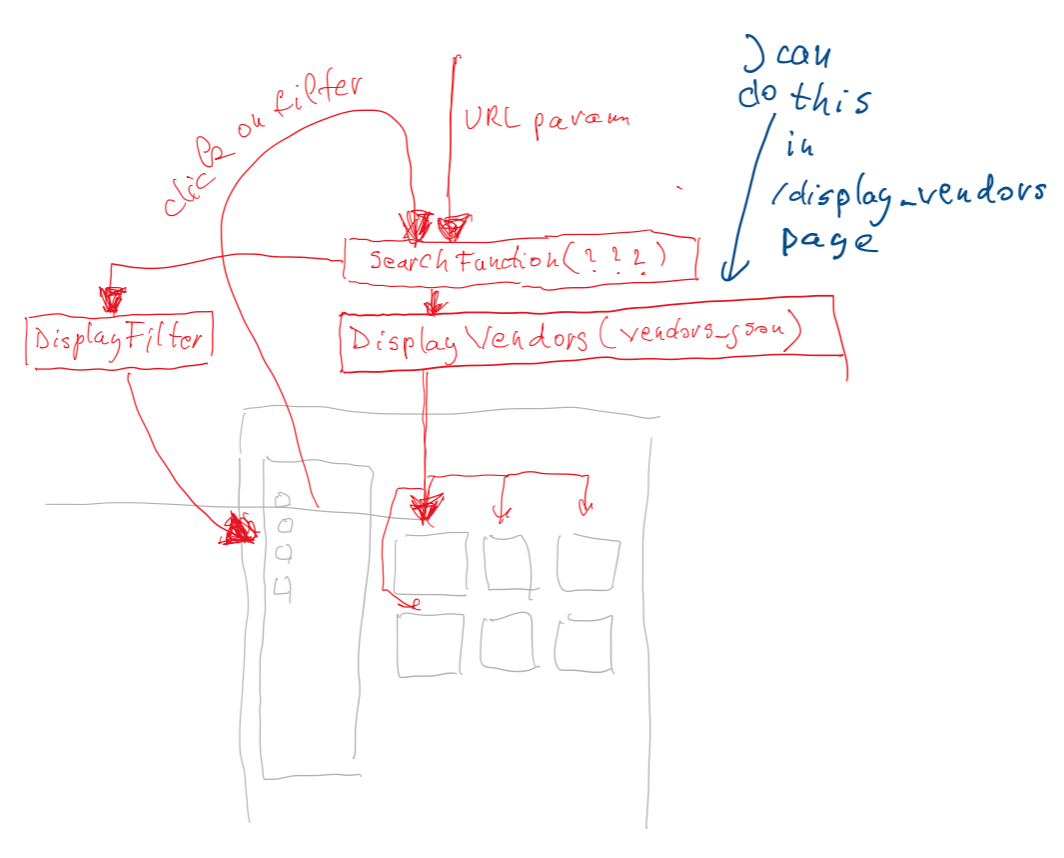 click on filter
URL param
I can
do this
in
/display_vendors
page
SearchFunction(???)
DisplayFilter
DisplayVendors(vendors_json)